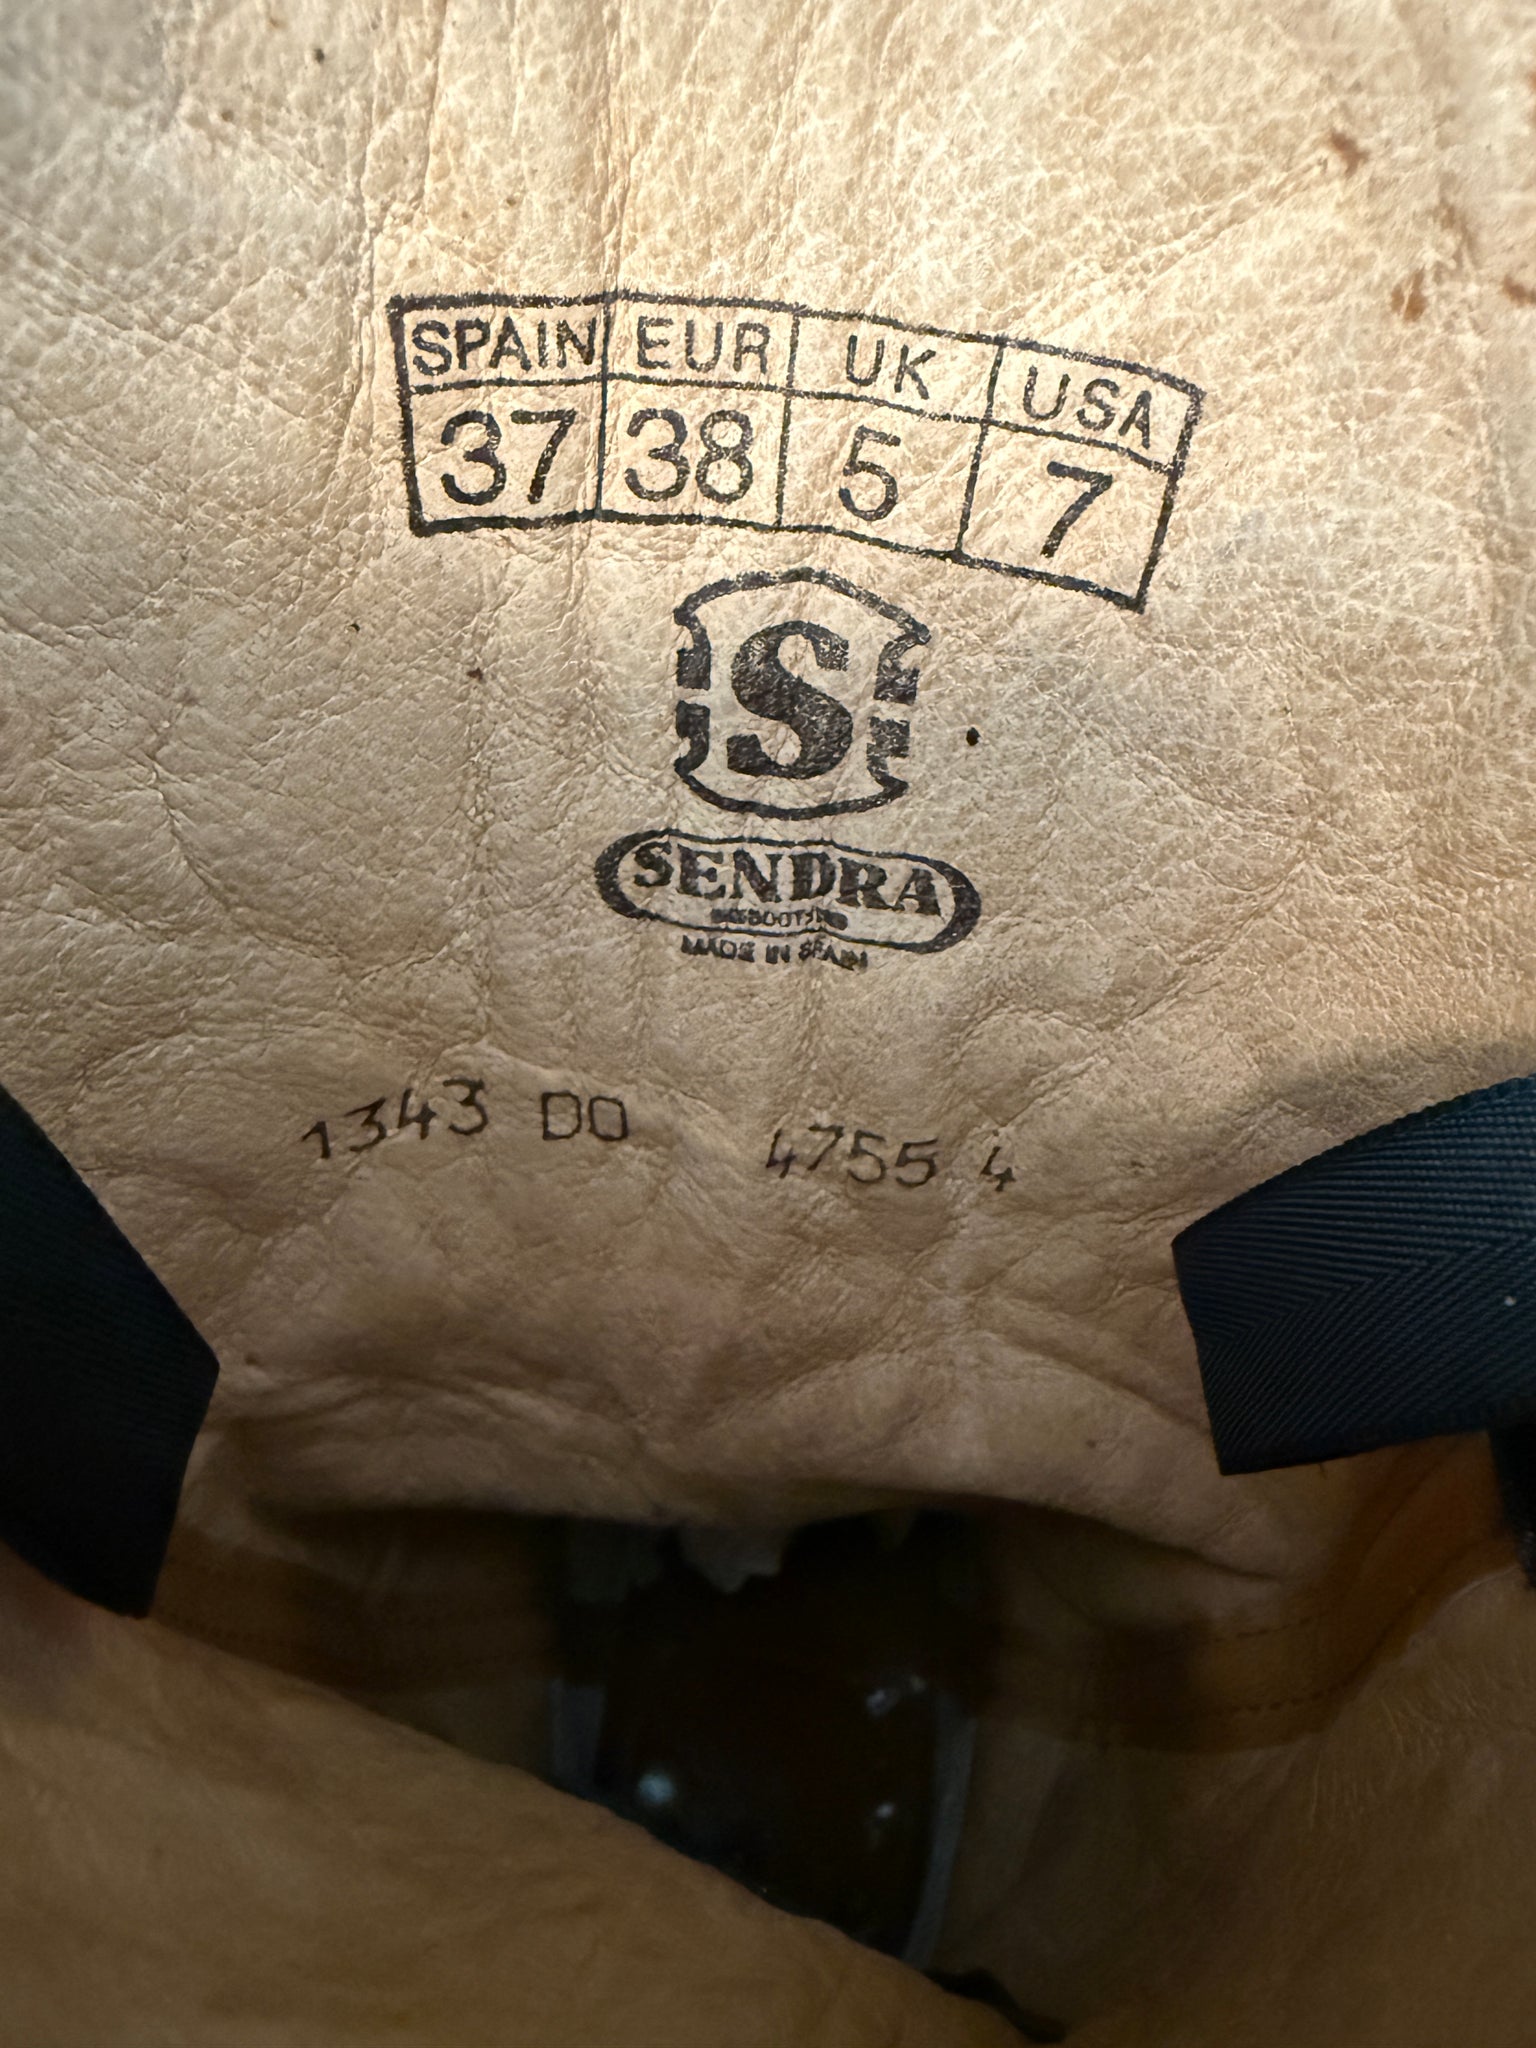 SPAIN EUR UK USA
37 38 5 7
S
SENDRA
MADE IN SPAIN
1343 DO 4755 4